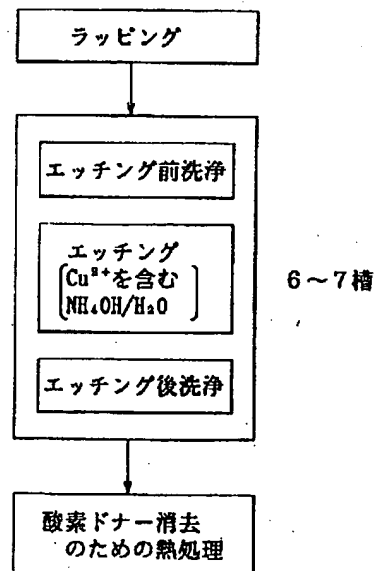 ラッピング
エッチング前洗浄
エッチング
Cu²⁺を含む
NH₄OH/H₂O
6～7槽
エッチング後洗浄
酸素ドナー消去
のための熱処理